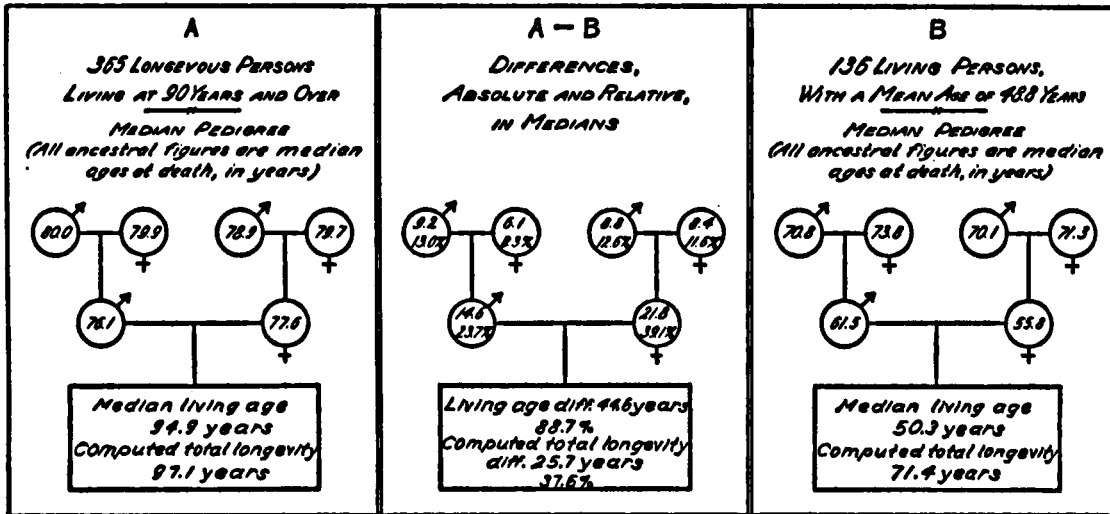 A
365 LONGEVOUS PERSONS
LIVING AT 90 YEARS AND OVER
MEDIAN PEDIGREE
(All ancestral figures are median
ages at death, in years)
80.0
79.9
78.9
79.7
76.1
77.6
Median living age
94.9 years
Computed total longevity
97.1 years
A – B
DIFFERENCES,
ABSOLUTE AND RELATIVE,
IN MEDIANS
9.2
13.0%
6.1
8.3%
8.8
12.6%
8.4
11.8%
14.6
23.7%
21.8
39.1%
Living age diff. 44.6 years
88.7%
Computed total longevity
diff. 25.7 years
37.6%
B
136 LIVING PERSONS,
WITH A MEAN AGE OF 48.8 YEARS
MEDIAN PEDIGREE
(All ancestral figures are median
ages at death, in years)
70.8
73.8
70.1
71.3
61.5
55.8
Median living age
50.3 years
Computed total longevity
71.4 years